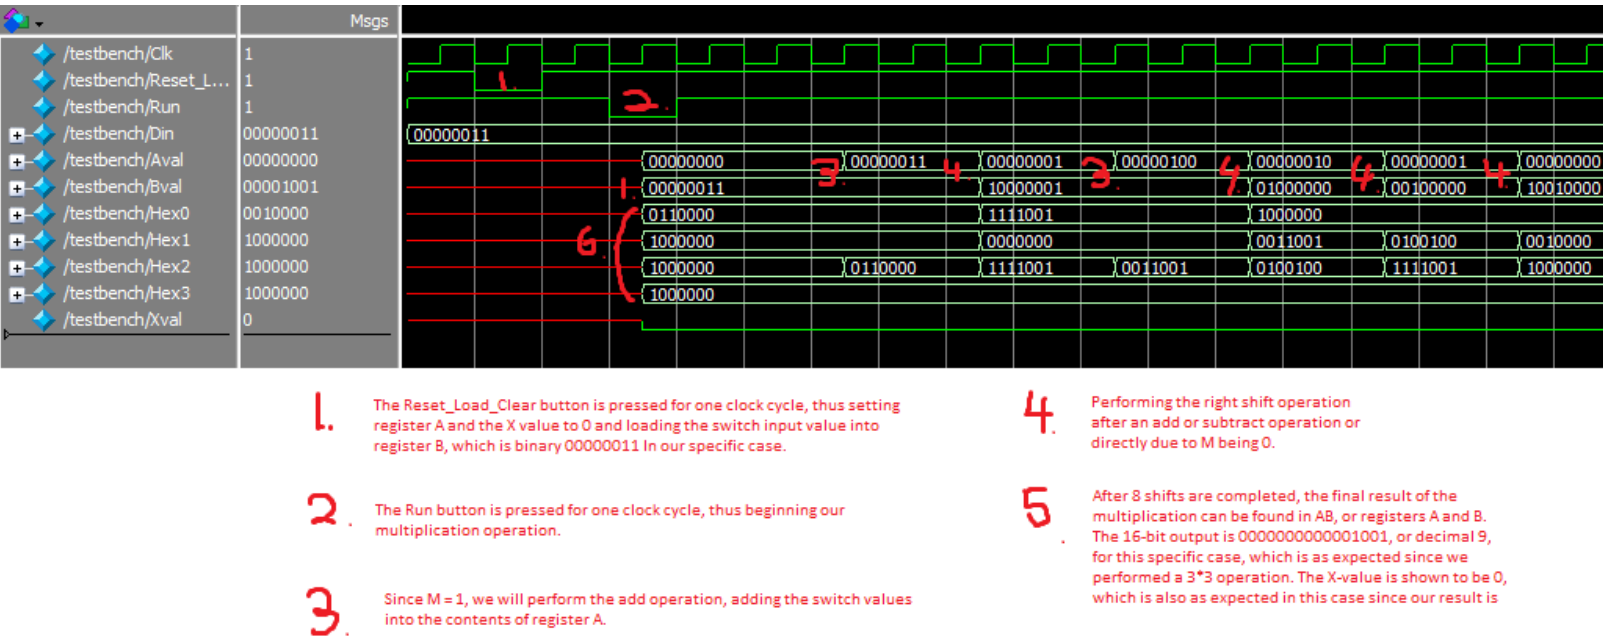 Msgs
/testbench/Clk 1
/testbench/Reset_L... 1 1.
/testbench/Run 1 2.
/testbench/Din 00000011 00000011
/testbench/Aval 00000000 00000000 3. 00000011 4. 00000001 3. 00000100 4. 00000010 4. 00000001 4. 00000000
/testbench/Bval 00001001 1. 00000011 10000001 01000000 00100000 10010000
/testbench/Hex0 0010000 0110000 1111001 1000000
/testbench/Hex1 1000000 6. 1000000 0000000 0011001 0100100 0010000
/testbench/Hex2 1000000 1000000 0110000 1111001 0011001 0100100 1111001 1000000
/testbench/Hex3 1000000 1000000
/testbench/Xval 0
1.
The Reset_Load_Clear button is pressed for one clock cycle, thus setting
register A and the X value to 0 and loading the switch input value into
register B, which is binary 00000011 In our specific case.
2.
The Run button is pressed for one clock cycle, thus beginning our
multiplication operation.
3.
Since M = 1, we will perform the add operation, adding the switch values
into the contents of register A.
4.
Performing the right shift operation
after an add or subtract operation or
directly due to M being 0.
5.
After 8 shifts are completed, the final result of the
multiplication can be found in AB, or registers A and B.
The 16-bit output is 0000000000001001, or decimal 9,
for this specific case, which is as expected since we
performed a 3*3 operation. The X-value is shown to be 0,
which is also as expected in this case since our result is